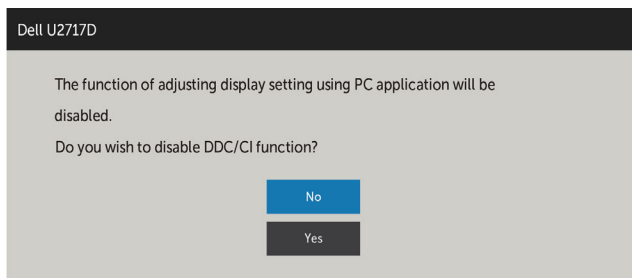 Dell U2717D
The function of adjusting display setting using PC application will be
disabled.
Do you wish to disable DDC/CI function?
No
Yes